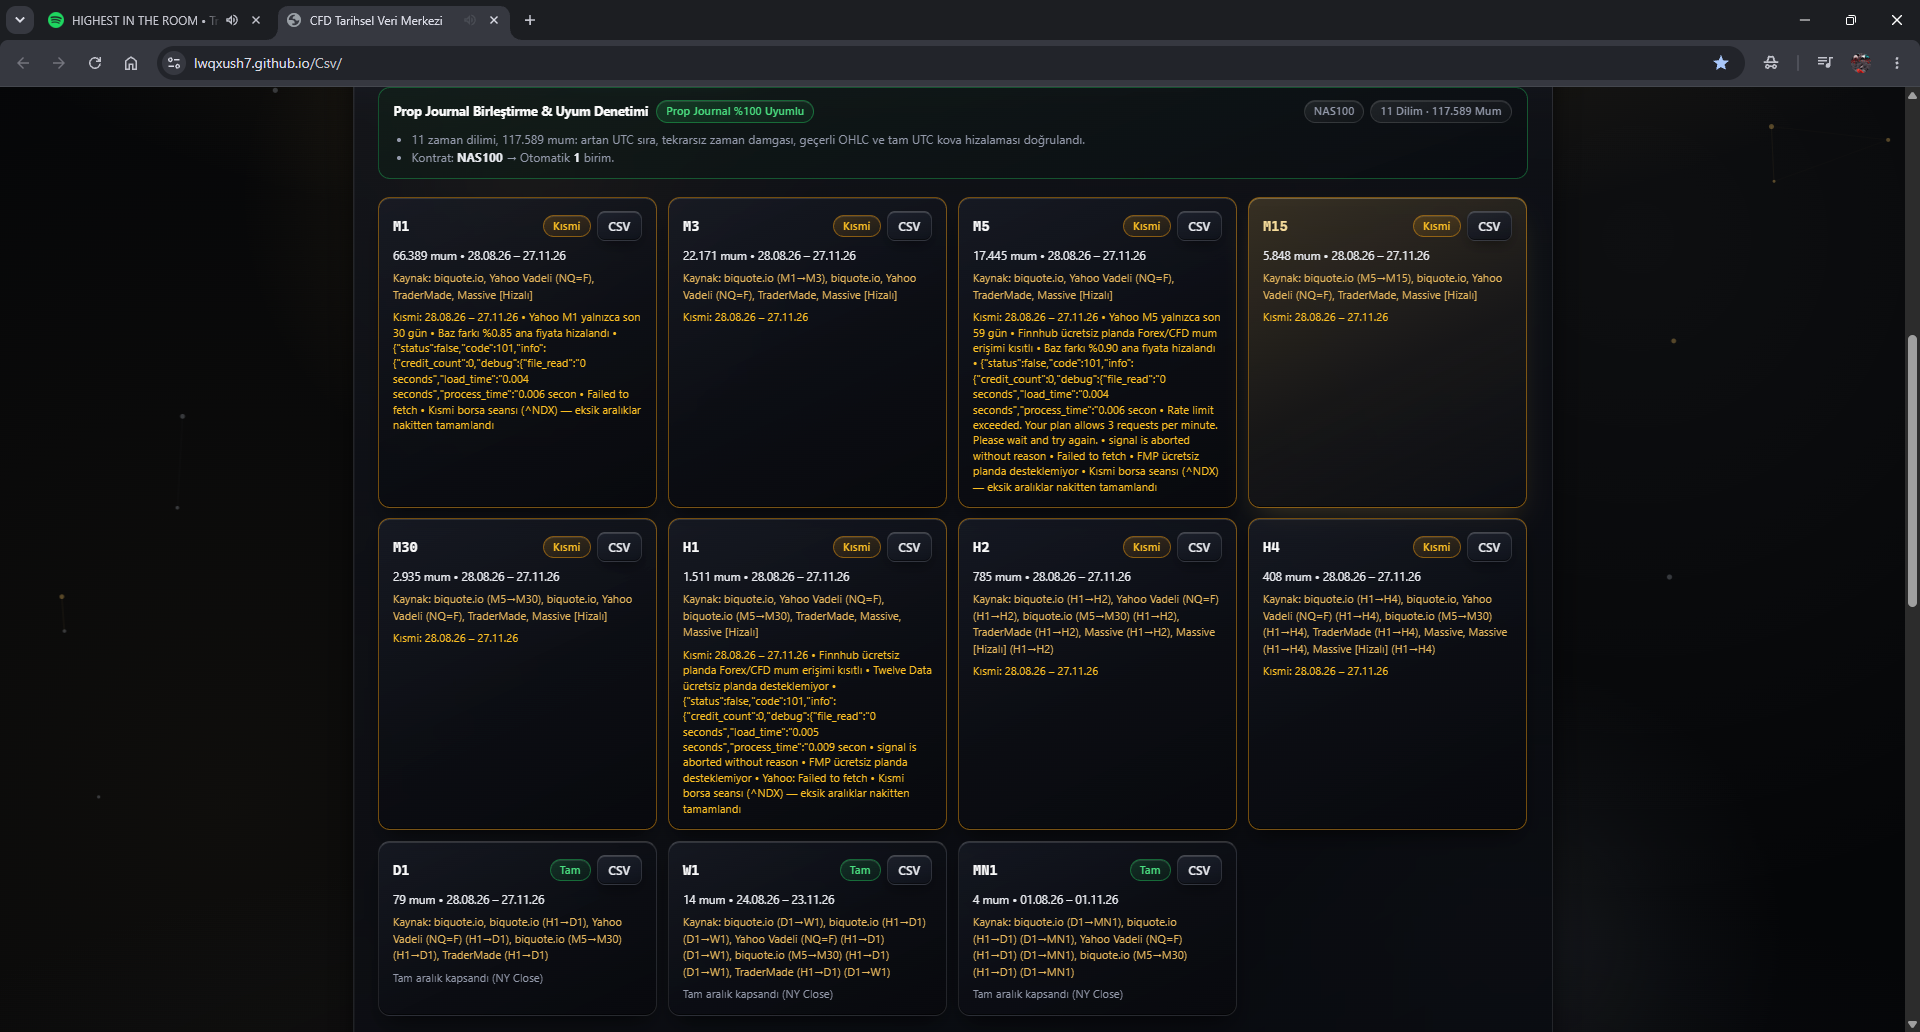 HIGHEST IN THE ROOM •
CFD Tarihsel Veri Merkezi
lwqxush7.github.io/Csv/
Prop Journal Birleştirme & Uyum Denetimi
Prop Journal %100 Uyumlu
NAS100
11 Dilim · 117.589 Mum
• 11 zaman dilimi, 117.589 mum: artan UTC sıra, tekrarsız zaman damgası, geçerli OHLC ve tam UTC kova hizalaması doğrulandı.
• Kontrat: NAS100 → Otomatik 1 birim.
M1
Kısmi
CSV
66.389 mum • 28.08.26 – 27.11.26
Kaynak: biquote.io, Yahoo Vadeli (NQ=F),
TraderMade, Massive [Hizalı]
Kısmi: 28.08.26 – 27.11.26 • Yahoo M1 yalnızca son
30 gün • Baz farkı %0.85 ana fiyata hizalandı •
{"status":false,"code":101,"info":
{"credit_count":0,"debug":{"file_read":"0
seconds","load_time":"0.004
seconds","process_time":"0.006 secon • Failed to
fetch • Kısmi borsa seansı (^NDX) — eksik aralıklar
nakitten tamamlandı
M3
Kısmi
CSV
22.171 mum • 28.08.26 – 27.11.26
Kaynak: biquote.io (M1→M3), biquote.io, Yahoo
Vadeli (NQ=F), TraderMade, Massive [Hizalı]
Kısmi: 28.08.26 – 27.11.26
M5
Kısmi
CSV
17.445 mum • 28.08.26 – 27.11.26
Kaynak: biquote.io, Yahoo Vadeli (NQ=F),
TraderMade, Massive [Hizalı]
Kısmi: 28.08.26 – 27.11.26 • Yahoo M5 yalnızca son
59 gün • Finnhub ücretsiz planda Forex/CFD mum
erişimi kısıtlı • Baz farkı %0.90 ana fiyata hizalandı
• {"status":false,"code":101,"info":
{"credit_count":0,"debug":{"file_read":"0
seconds","load_time":"0.004
seconds","process_time":"0.006 secon • Rate limit
exceeded. Your plan allows 3 requests per minute.
Please wait and try again. • signal is aborted
without reason • Failed to fetch • FMP ücretsiz
planda desteklemiyor • Kısmi borsa seansı (^NDX)
— eksik aralıklar nakitten tamamlandı
M15
Kısmi
CSV
5.848 mum • 28.08.26 – 27.11.26
Kaynak: biquote.io (M5→M15), biquote.io, Yahoo
Vadeli (NQ=F), TraderMade, Massive [Hizalı]
Kısmi: 28.08.26 – 27.11.26
M30
Kısmi
CSV
2.935 mum • 28.08.26 – 27.11.26
Kaynak: biquote.io (M5→M30), biquote.io, Yahoo
Vadeli (NQ=F), TraderMade, Massive [Hizalı]
Kısmi: 28.08.26 – 27.11.26
H1
Kısmi
CSV
1.511 mum • 28.08.26 – 27.11.26
Kaynak: biquote.io, Yahoo Vadeli (NQ=F),
biquote.io (M5→M30), TraderMade, Massive,
Massive [Hizalı]
Kısmi: 28.08.26 – 27.11.26 • Finnhub ücretsiz
planda Forex/CFD mum erişimi kısıtlı • Twelve Data
ücretsiz planda desteklemiyor •
{"status":false,"code":101,"info":
{"credit_count":0,"debug":{"file_read":"0
seconds","load_time":"0.005
seconds","process_time":"0.009 secon • signal is
aborted without reason • FMP ücretsiz planda
desteklemiyor • Yahoo: Failed to fetch • Kısmi
borsa seansı (^NDX) — eksik aralıklar nakitten
tamamlandı
H2
Kısmi
CSV
785 mum • 28.08.26 – 27.11.26
Kaynak: biquote.io (H1→H2), Yahoo Vadeli (NQ=F)
(H1→H2), biquote.io (M5→M30) (H1→H2),
TraderMade (H1→H2), Massive (H1→H2), Massive
[Hizalı] (H1→H2)
Kısmi: 28.08.26 – 27.11.26
H4
Kısmi
CSV
408 mum • 28.08.26 – 27.11.26
Kaynak: biquote.io (H1→H4), biquote.io, Yahoo
Vadeli (NQ=F) (H1→H4), biquote.io (M5→M30)
(H1→H4), TraderMade (H1→H4), Massive, Massive
(H1→H4), Massive [Hizalı] (H1→H4)
Kısmi: 28.08.26 – 27.11.26
D1
Tam
CSV
79 mum • 28.08.26 – 27.11.26
Kaynak: biquote.io, biquote.io (H1→D1), Yahoo
Vadeli (NQ=F) (H1→D1), biquote.io (M5→M30)
(H1→D1), TraderMade (H1→D1)
Tam aralık kapsandı (NY Close)
W1
Tam
CSV
14 mum • 24.08.26 – 23.11.26
Kaynak: biquote.io (D1→W1), biquote.io (H1→D1)
(D1→W1), Yahoo Vadeli (NQ=F) (H1→D1)
(D1→W1), biquote.io (M5→M30) (H1→D1)
(D1→W1), TraderMade (H1→D1) (D1→W1)
Tam aralık kapsandı (NY Close)
MN1
Tam
CSV
4 mum • 01.08.26 – 01.11.26
Kaynak: biquote.io (D1→MN1), biquote.io
(H1→D1) (D1→MN1), Yahoo Vadeli (NQ=F)
(H1→D1) (D1→MN1), biquote.io (M5→M30)
(H1→D1) (D1→MN1)
Tam aralık kapsandı (NY Close)